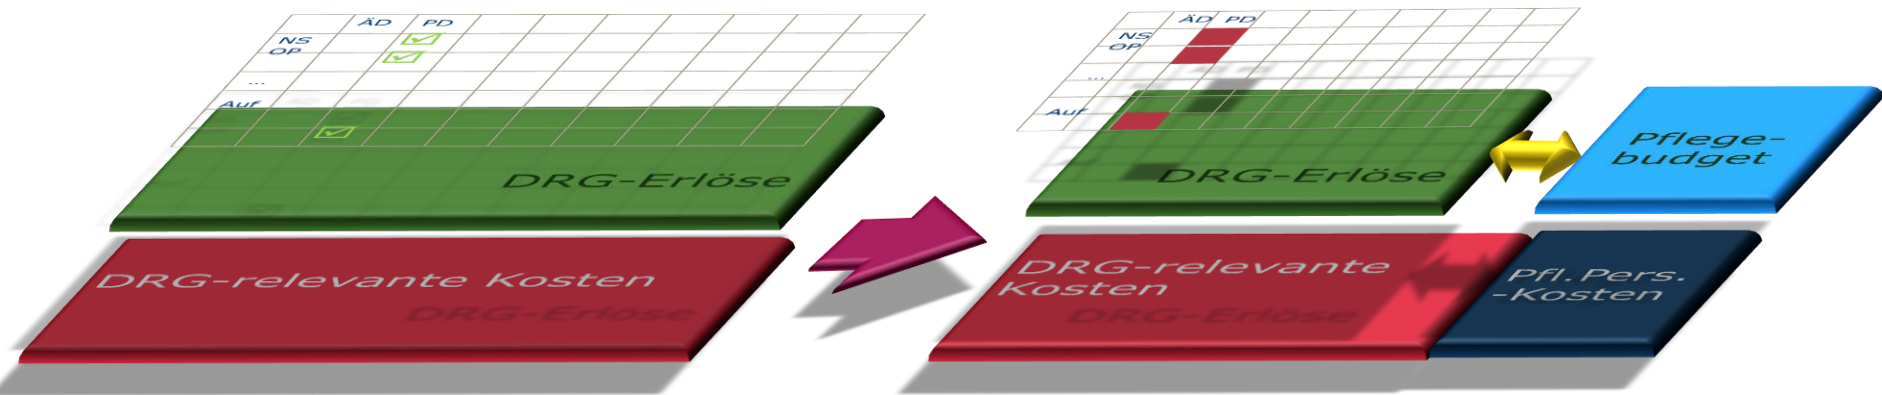 ÄD PD
NS
OP
...
Auf
DRG-Erlöse
DRG-relevante Kosten
DRG-Erlöse
ÄD PD
NS
OP
...
Auf
DRG-Erlöse
Pflege-
budget
DRG-relevante
Kosten
DRG-Erlöse
Pfl. Pers.
-Kosten